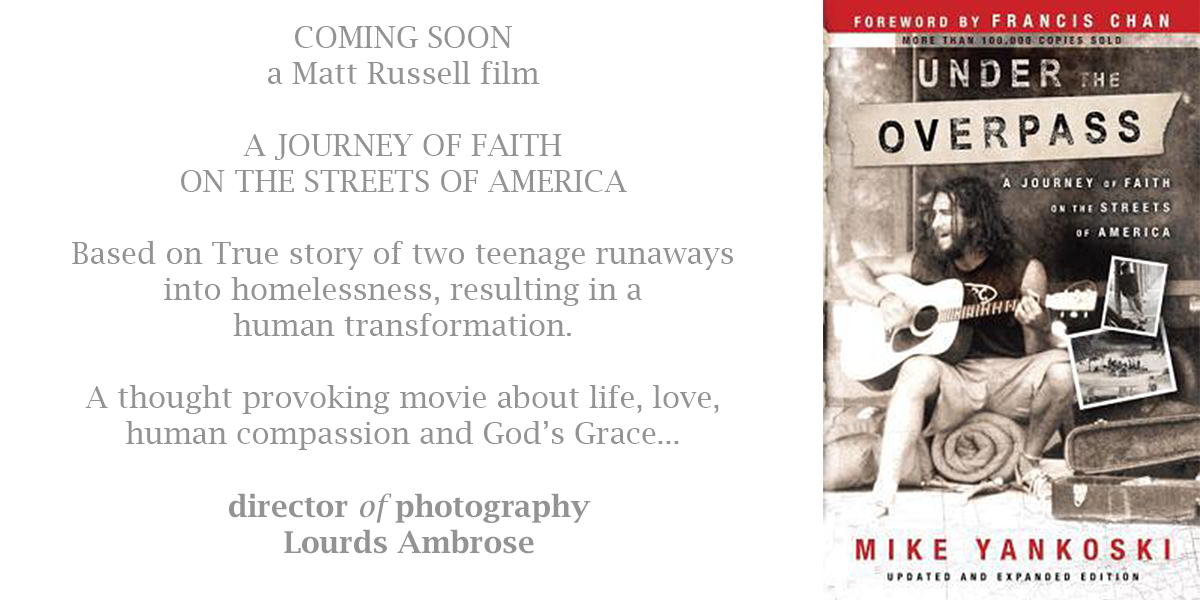 COMING SOON
a Matt Russell film
A JOURNEY OF FAITH
ON THE STREETS OF AMERICA
Based on True story of two teenage runaways
into homelessness, resulting in a
human transformation.
A thought provoking movie about life, love,
human compassion and God’s Grace...
director of photography
Lourds Ambrose
FOREWORD BY FRANCIS CHAN
MORE THAN 100,000 COPIES SOLD
UNDER THE
OVERPASS
A JOURNEY OF FAITH
ON THE STREETS
OF AMERICA
MIKE YANKOSKI
UPDATED AND EXPANDED EDITION